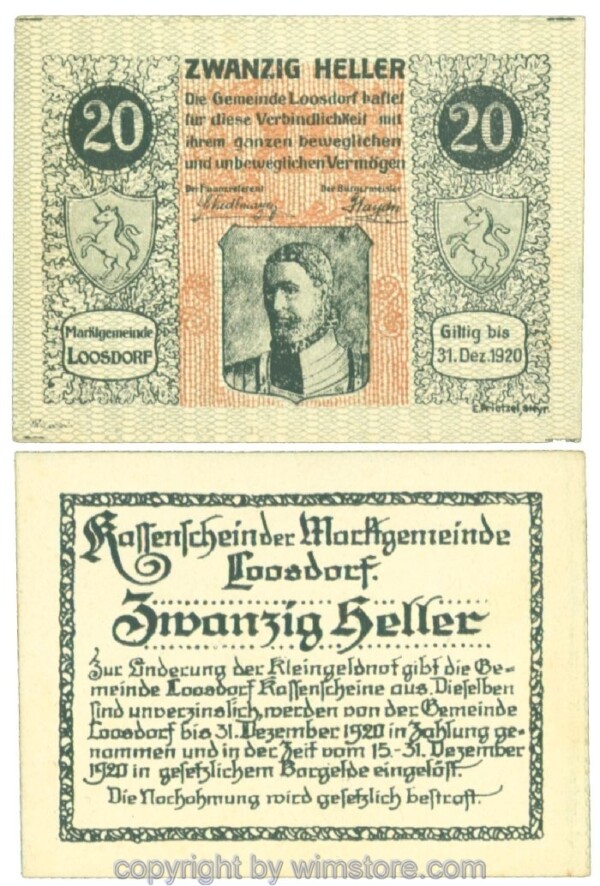 ZWANZIG HELLER
20
20
Die Gemeinde Loosdorf haftet
für diese Verbindlichkeit mit
ihrem ganzen beweglichen
und unbeweglichen Vermögen
Der Finanzreferent
Der Bürgermeister
Haydn
Marktgemeinde
LOOSDORF
Giltig bis
31. Dez. 1920
E. Prietzel, Steyr.
Kassenschein der Marktgemeinde
Loosdorf.
Zwanzig Heller
Zur Linderung der Kleingeldnot gibt die Ge-
meinde Loosdorf Kassenscheine aus. Dieselben
sind unverzinslich, werden von der Gemeinde
Loosdorf bis 31. Dezember 1920 in Zahlung ge-
nommen und in der Zeit vom 15.-31. Dezember
1920 in gesetzlichem Bargelde eingelöst.
Die Nachahmung wird gesetzlich bestraft.
copyright by wimstore.com